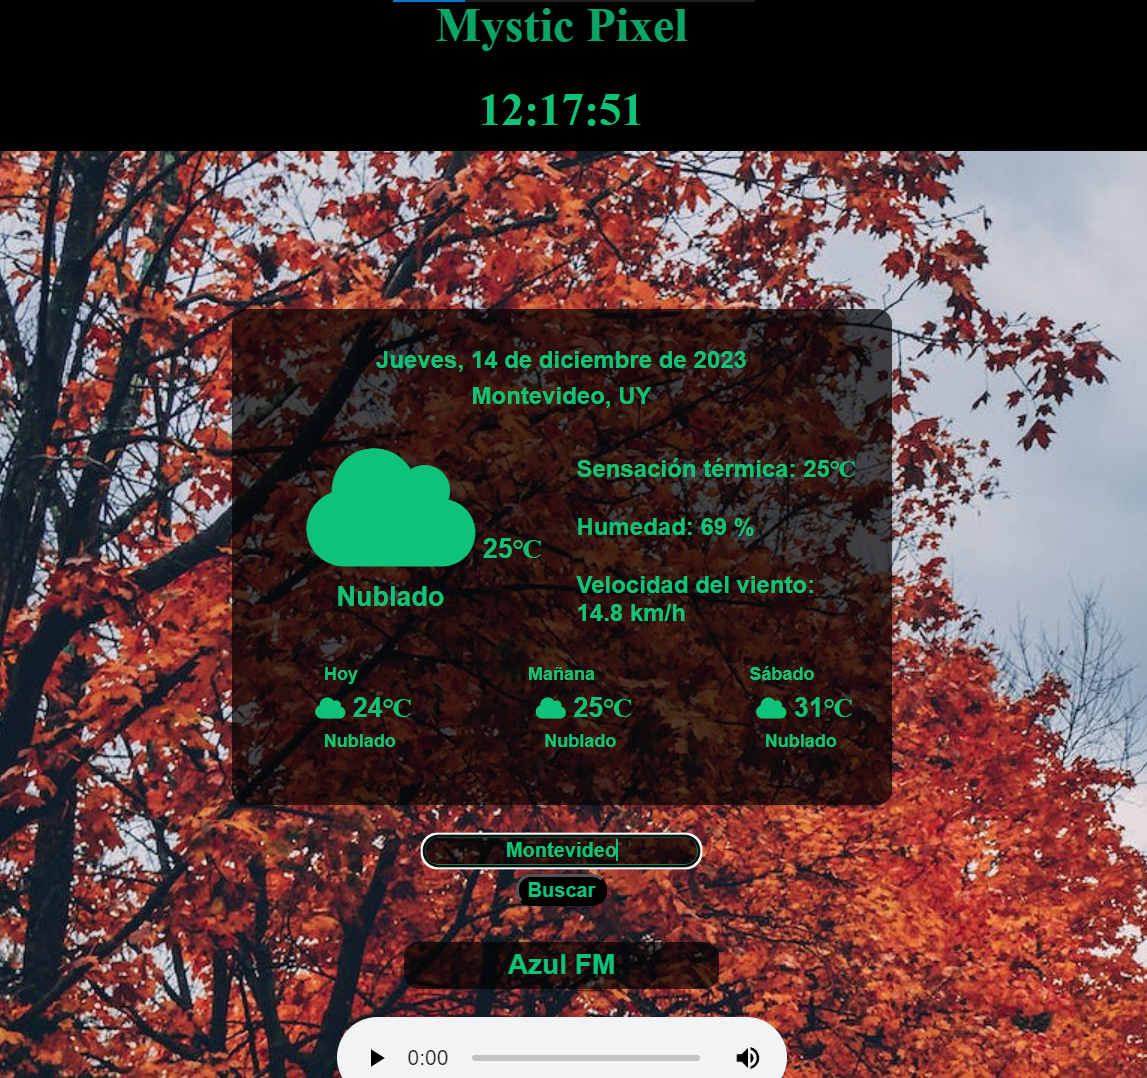 Mystic Pixel
12:17:51
Jueves, 14 de diciembre de 2023
Montevideo, UY
25℃
Nublado
Sensación térmica: 25℃
Humedad: 69 %
Velocidad del viento:
14.8 km/h
Hoy
24℃
Nublado
Mañana
25℃
Nublado
Sábado
31℃
Nublado
Montevideo
Buscar
Azul FM
0:00